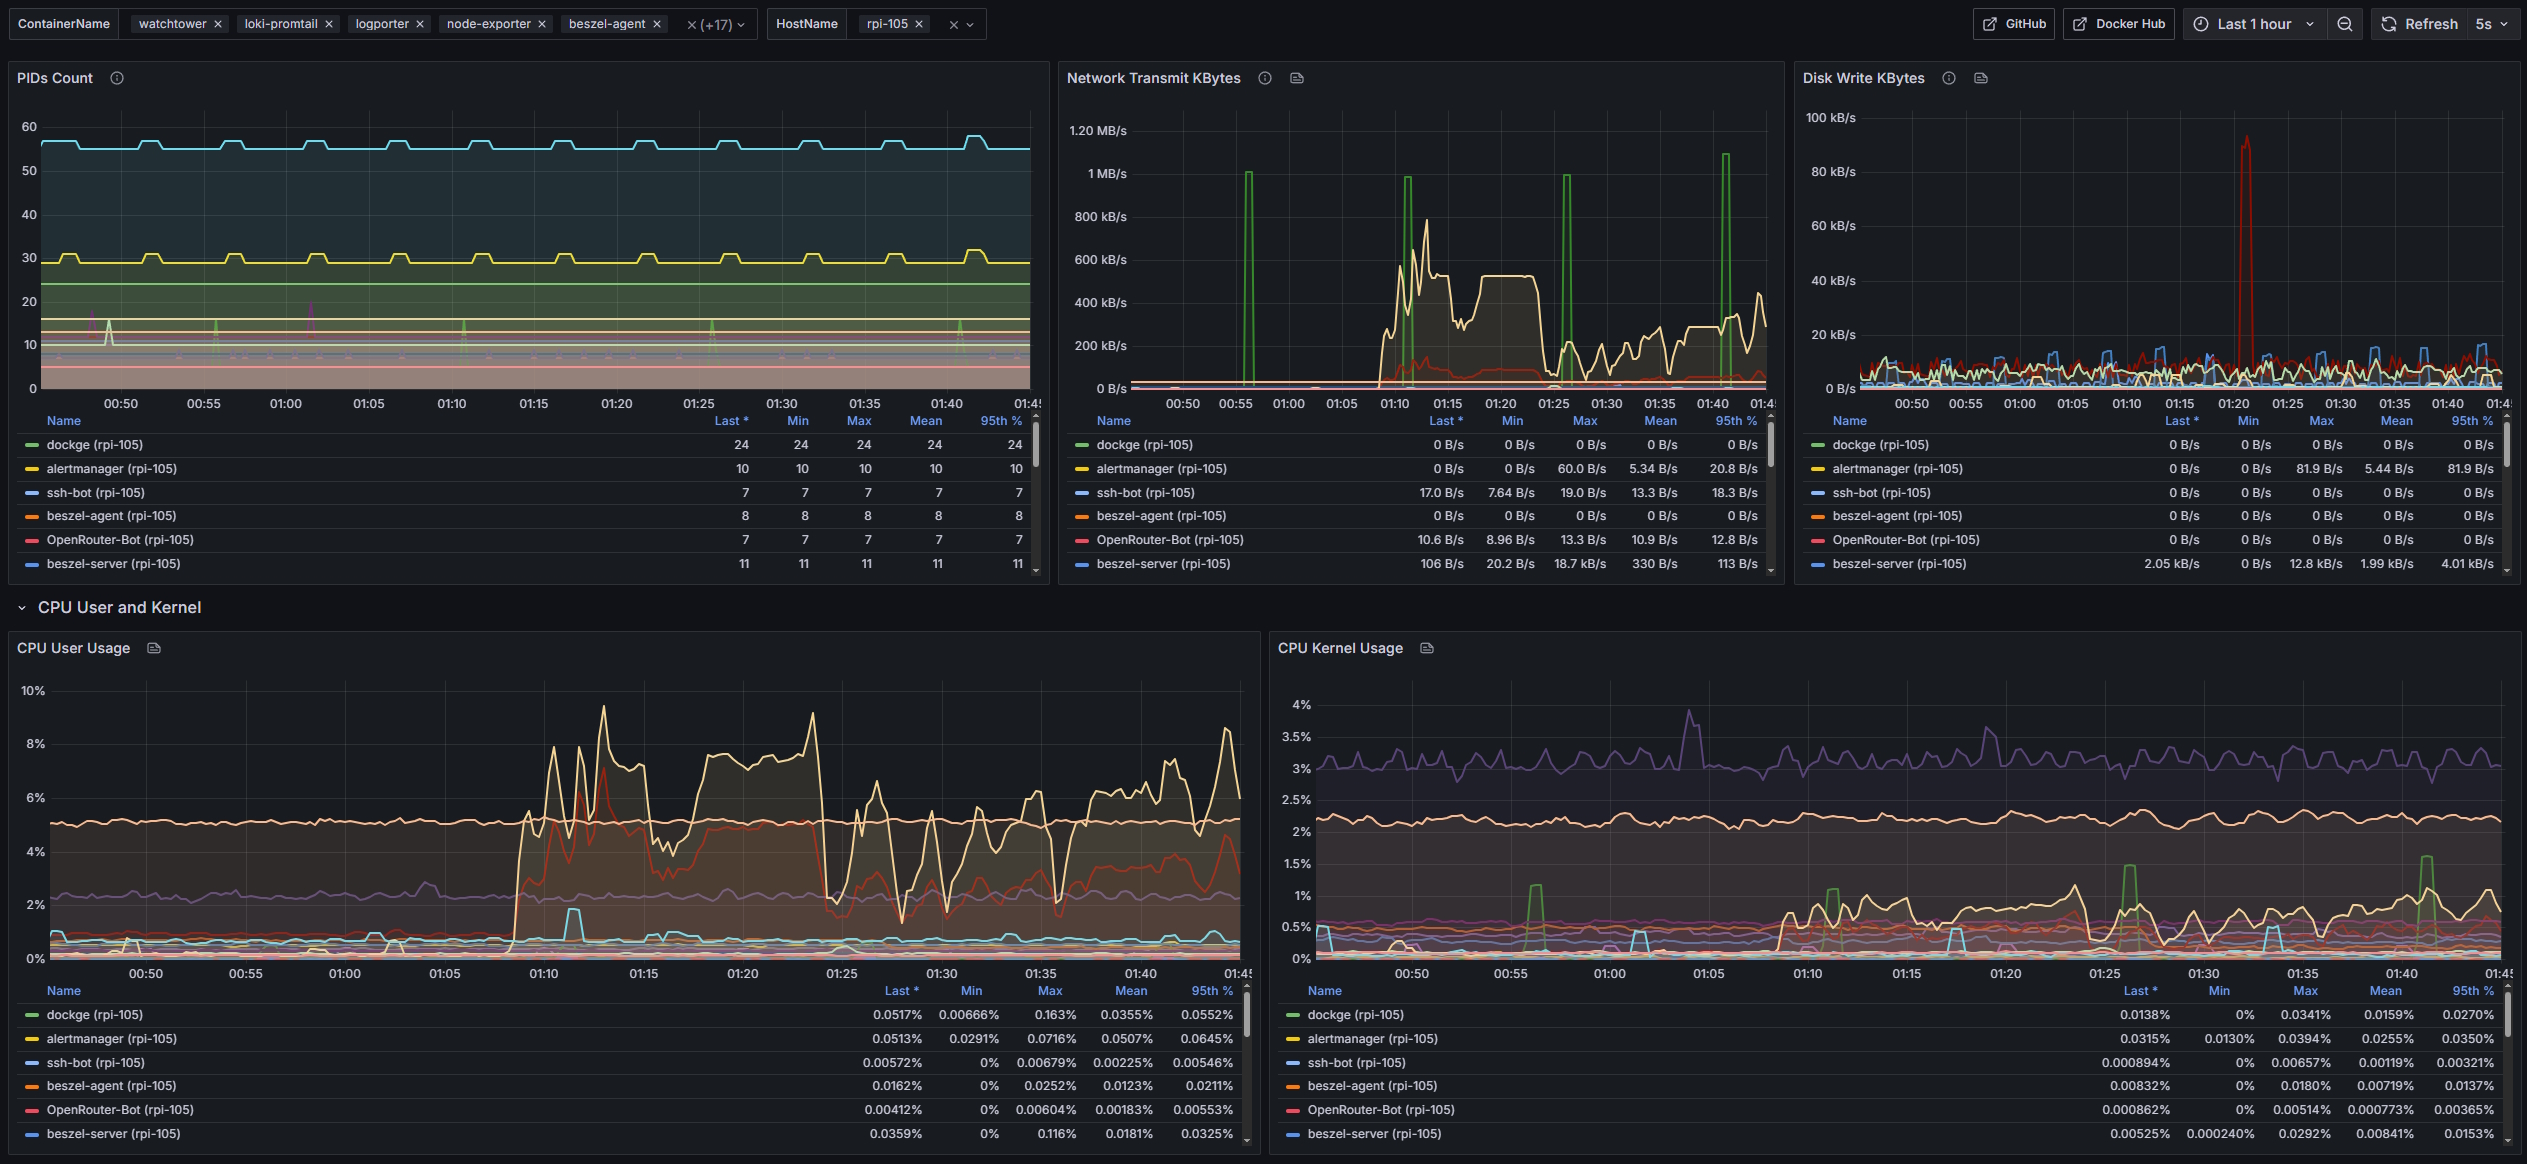 ContainerName watchtower × loki-promtail × logporter × node-exporter × beszel-agent × × (+17) HostName rpi-105 × × GitHub Docker Hub Last 1 hour Refresh 5s
PIDs Count
60
50
40
30
20
10
0
00:50 00:55 01:00 01:05 01:10 01:15 01:20 01:25 01:30 01:35 01:40 01:45
Name Last * Min Max Mean 95th %
dockge (rpi-105) 24 24 24 24 24
alertmanager (rpi-105) 10 10 10 10 10
ssh-bot (rpi-105) 7 7 7 7 7
beszel-agent (rpi-105) 8 8 8 8 8
OpenRouter-Bot (rpi-105) 7 7 7 7 7
beszel-server (rpi-105) 11 11 11 11 11
Network Transmit KBytes
1.20 MB/s
1 MB/s
800 kB/s
600 kB/s
400 kB/s
200 kB/s
0 B/s
00:50 00:55 01:00 01:05 01:10 01:15 01:20 01:25 01:30 01:35 01:40 01:45
Name Last * Min Max Mean 95th %
dockge (rpi-105) 0 B/s 0 B/s 0 B/s 0 B/s 0 B/s
alertmanager (rpi-105) 0 B/s 0 B/s 60.0 B/s 5.34 B/s 20.8 B/s
ssh-bot (rpi-105) 17.0 B/s 7.64 B/s 19.0 B/s 13.3 B/s 18.3 B/s
beszel-agent (rpi-105) 0 B/s 0 B/s 0 B/s 0 B/s 0 B/s
OpenRouter-Bot (rpi-105) 10.6 B/s 8.96 B/s 13.3 B/s 10.9 B/s 12.8 B/s
beszel-server (rpi-105) 106 B/s 20.2 B/s 18.7 kB/s 330 B/s 113 B/s
Disk Write KBytes
100 kB/s
80 kB/s
60 kB/s
40 kB/s
20 kB/s
0 B/s
00:50 00:55 01:00 01:05 01:10 01:15 01:20 01:25 01:30 01:35 01:40 01:45
Name Last * Min Max Mean 95th %
dockge (rpi-105) 0 B/s 0 B/s 0 B/s 0 B/s 0 B/s
alertmanager (rpi-105) 0 B/s 0 B/s 81.9 B/s 5.44 B/s 81.9 B/s
ssh-bot (rpi-105) 0 B/s 0 B/s 0 B/s 0 B/s 0 B/s
beszel-agent (rpi-105) 0 B/s 0 B/s 0 B/s 0 B/s 0 B/s
OpenRouter-Bot (rpi-105) 0 B/s 0 B/s 0 B/s 0 B/s 0 B/s
beszel-server (rpi-105) 2.05 kB/s 0 B/s 12.8 kB/s 1.99 kB/s 4.01 kB/s
CPU User and Kernel
CPU User Usage
10%
8%
6%
4%
2%
0%
00:50 00:55 01:00 01:05 01:10 01:15 01:20 01:25 01:30 01:35 01:40 01:45
Name Last * Min Max Mean 95th %
dockge (rpi-105) 0.0517% 0.00666% 0.163% 0.0355% 0.0552%
alertmanager (rpi-105) 0.0513% 0.0291% 0.0716% 0.0507% 0.0645%
ssh-bot (rpi-105) 0.00572% 0% 0.00679% 0.00225% 0.00546%
beszel-agent (rpi-105) 0.0162% 0% 0.0252% 0.0123% 0.0211%
OpenRouter-Bot (rpi-105) 0.00412% 0% 0.00604% 0.00183% 0.00553%
beszel-server (rpi-105) 0.0359% 0% 0.116% 0.0181% 0.0325%
CPU Kernel Usage
4%
3.5%
3%
2.5%
2%
1.5%
1%
0.5%
0%
00:50 00:55 01:00 01:05 01:10 01:15 01:20 01:25 01:30 01:35 01:40 01:45
Name Last * Min Max Mean 95th %
dockge (rpi-105) 0.0138% 0% 0.0341% 0.0159% 0.0270%
alertmanager (rpi-105) 0.0315% 0.0130% 0.0394% 0.0255% 0.0350%
ssh-bot (rpi-105) 0.000894% 0% 0.00657% 0.00119% 0.00321%
beszel-agent (rpi-105) 0.00832% 0% 0.0180% 0.00719% 0.0137%
OpenRouter-Bot (rpi-105) 0.000862% 0% 0.00514% 0.000773% 0.00365%
beszel-server (rpi-105) 0.00525% 0.000240% 0.0292% 0.00841% 0.0153%